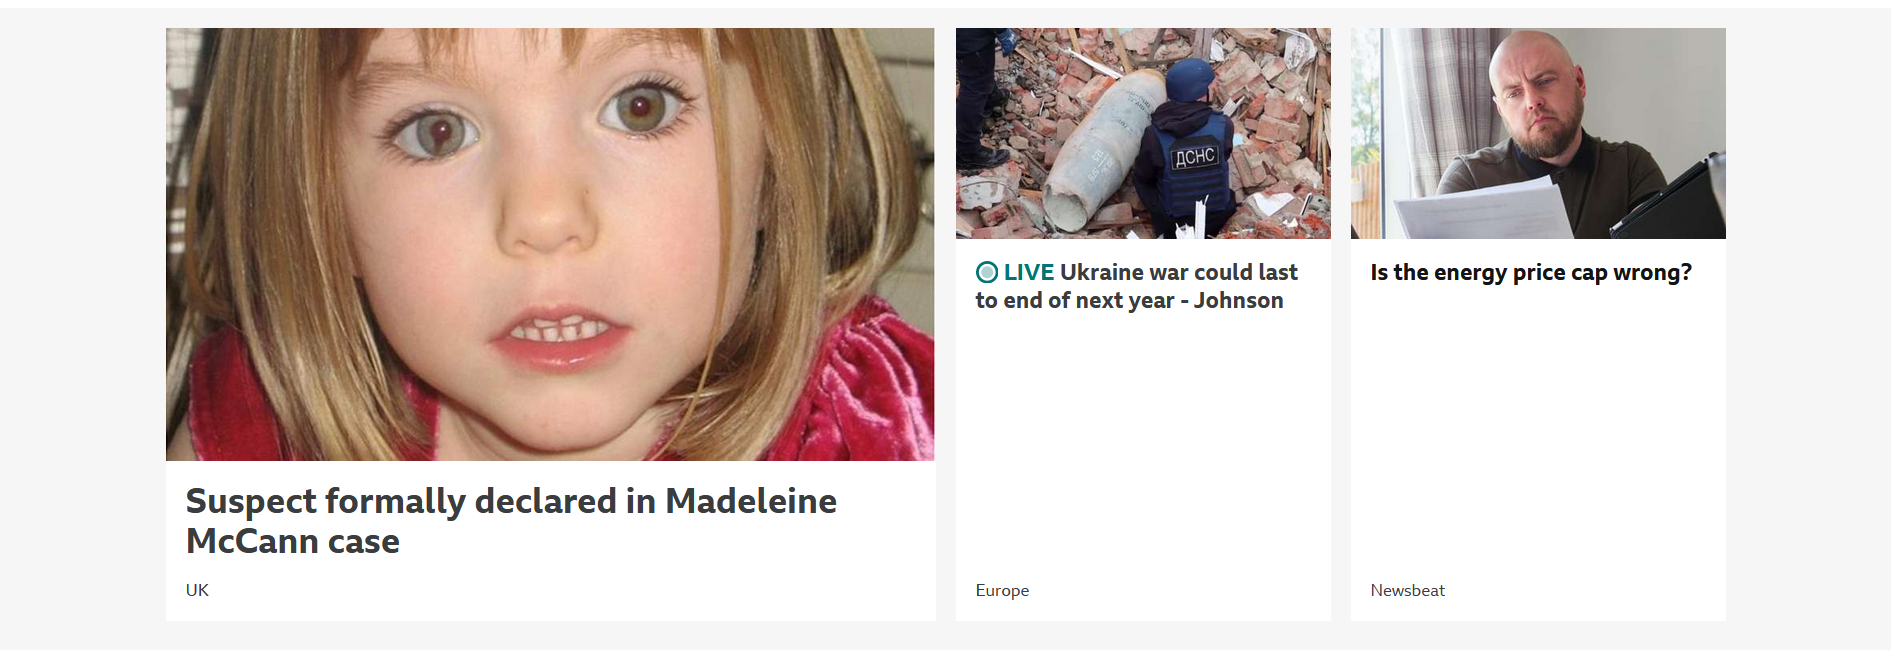 Suspect formally declared in Madeleine
McCann case
UK
ДСНС
LIVE Ukraine war could last
to end of next year - Johnson
Europe
Is the energy price cap wrong?
Newsbeat